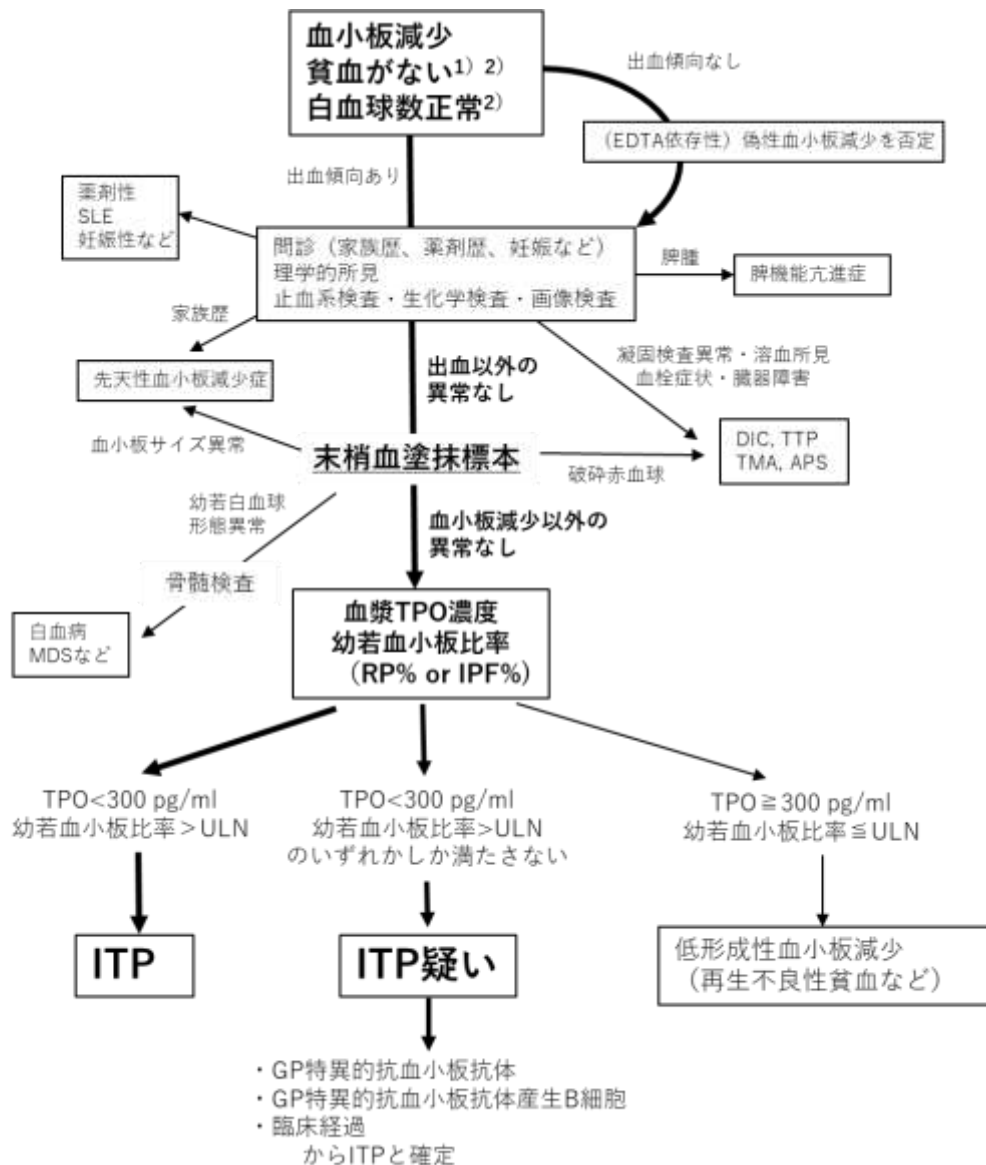 血小板減少
貧血がない1) 2)
白血球数正常2)
出血傾向なし
（EDTA依存性）偽性血小板減少を否定
出血傾向あり
薬剤性
SLE
妊娠性など
問診（家族歴、薬剤歴、妊娠など）
理学的所見
止血系検査・生化学検査・画像検査
脾腫
脾機能亢進症
家族歴
先天性血小板減少症
出血以外の
異常なし
凝固検査異常・溶血所見
血栓症状・臓器障害
血小板サイズ異常
末梢血塗抹標本
破砕赤血球
DIC, TTP
TMA, APS
幼若白血球
形態異常
血小板減少以外の
異常なし
骨髄検査
白血病
MDSなど
血漿TPO濃度
幼若血小板比率
（RP% or IPF%）
TPO<300 pg/ml
幼若血小板比率＞ULN
TPO<300 pg/ml
幼若血小板比率>ULN
のいずれかしか満たさない
TPO≧300 pg/ml
幼若血小板比率≦ULN
ITP
ITP疑い
低形成性血小板減少
（再生不良性貧血など）
・GP特異的抗血小板抗体
・GP特異的抗血小板抗体産生B細胞
・臨床経過
からITPと確定